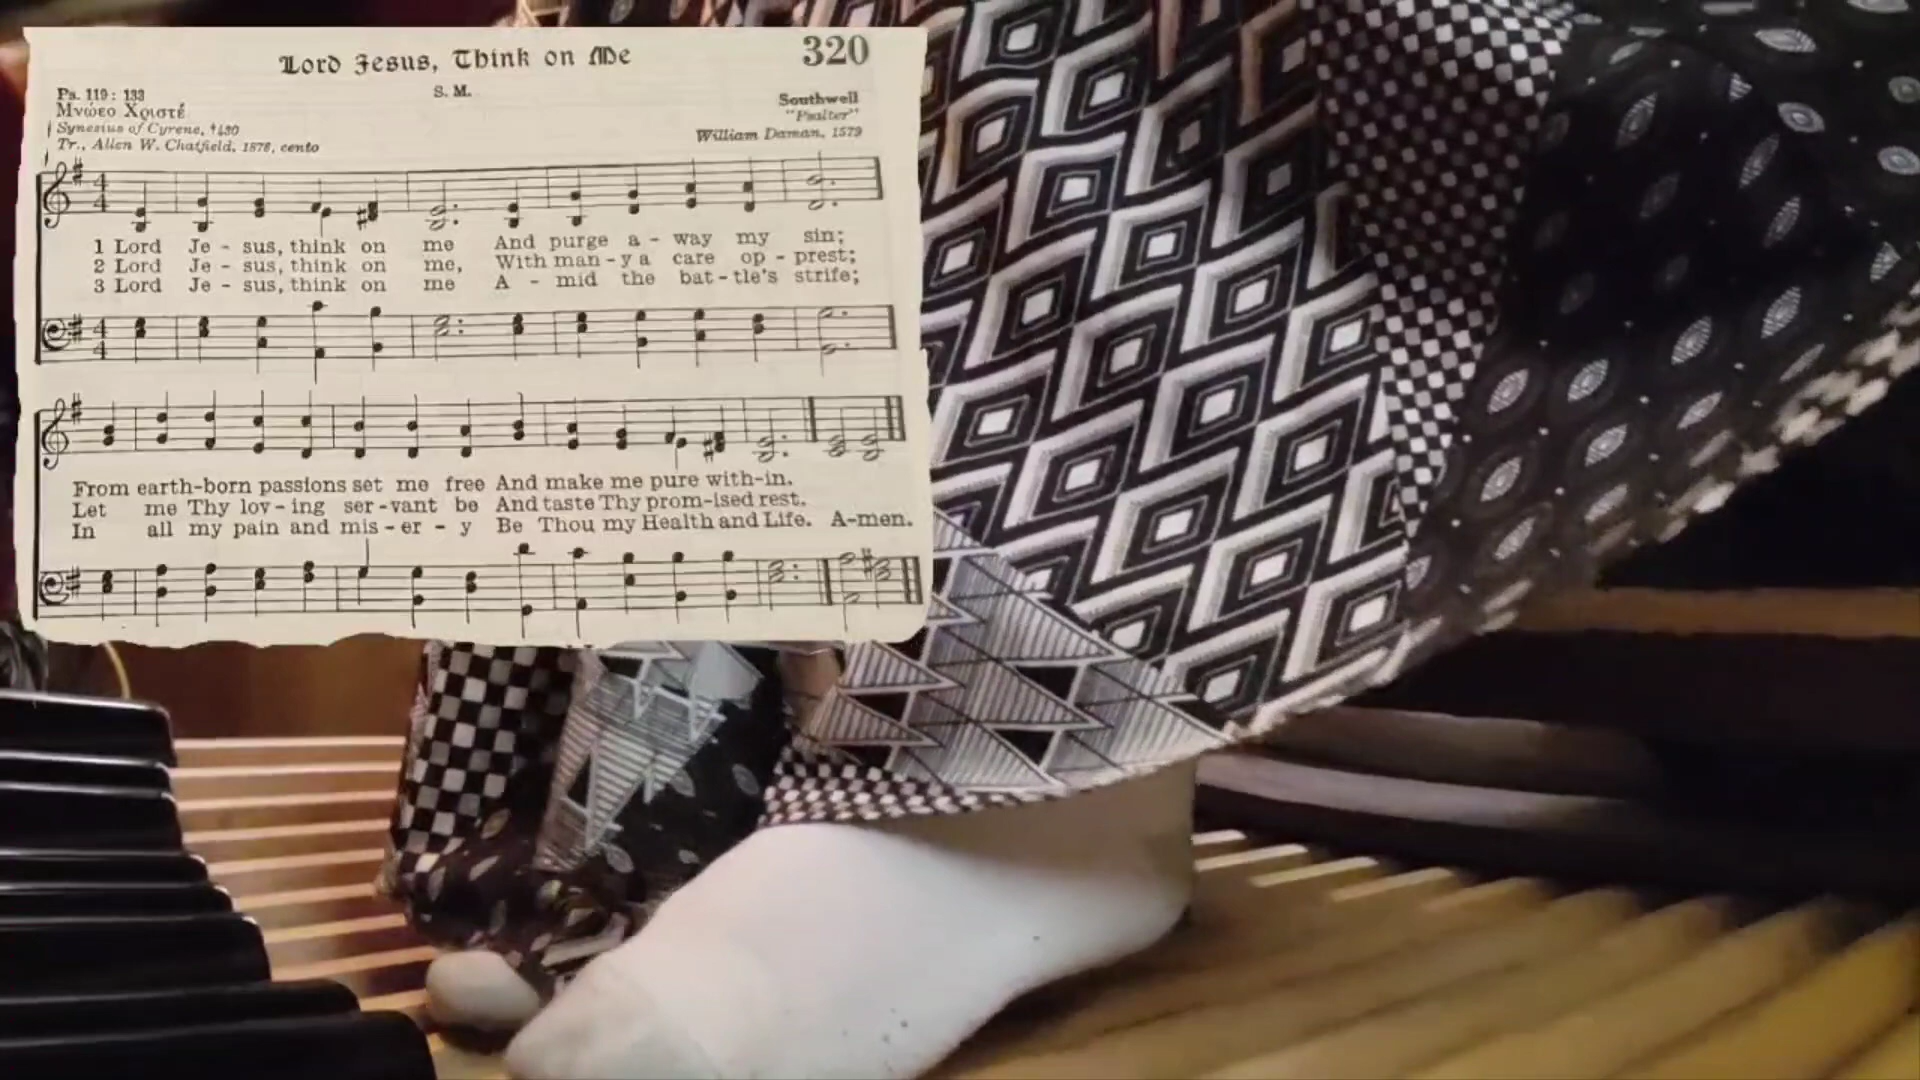 Lord Jesus, Think on Me
320
Ps. 119: 133
S. M.
Southwell
Μνώεο Χριστέ
"Psalter"
Synesius of Cyrene, †430
William Daman, 1579
Tr., Allen W. Chatfield, 1876, cento
1 Lord Je - sus, think on me And purge a - way my sin;
2 Lord Je - sus, think on me, With man - y a care op - prest;
3 Lord Je - sus, think on me A - mid the bat - tle's strife;
From earth-born passions set me free And make me pure with-in.
Let me Thy lov - ing ser - vant be And taste Thy prom-ised rest.
In all my pain and mis - er - y Be Thou my Health and Life. A-men.